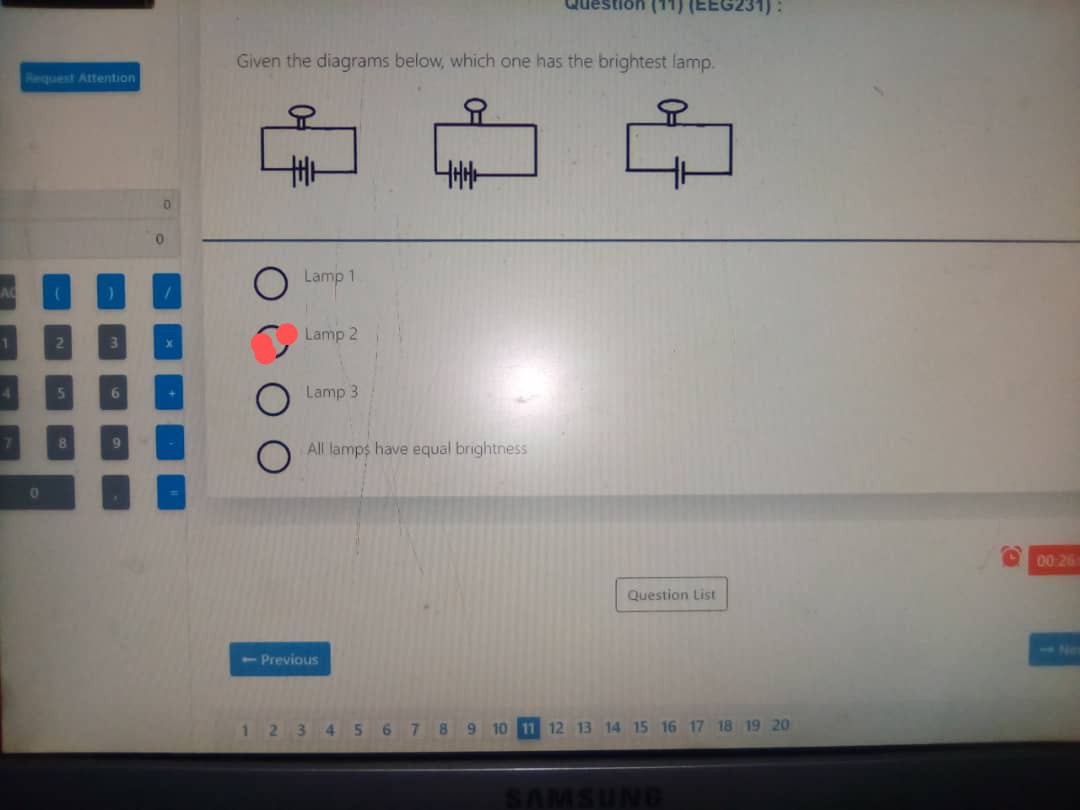 Question (11) (EEG231) :
Request Attention
Given the diagrams below, which one has the brightest lamp.
0
0
Lamp 1
Lamp 2
Lamp 3
All lamps have equal brightness
AC ( ) /
1 2 3 x
4 5 6 +
7 8 9 -
0 , =
00:26:
Question List
← Previous
1 2 3 4 5 6 7 8 9 10 11 12 13 14 15 16 17 18 19 20
SAMSUNG